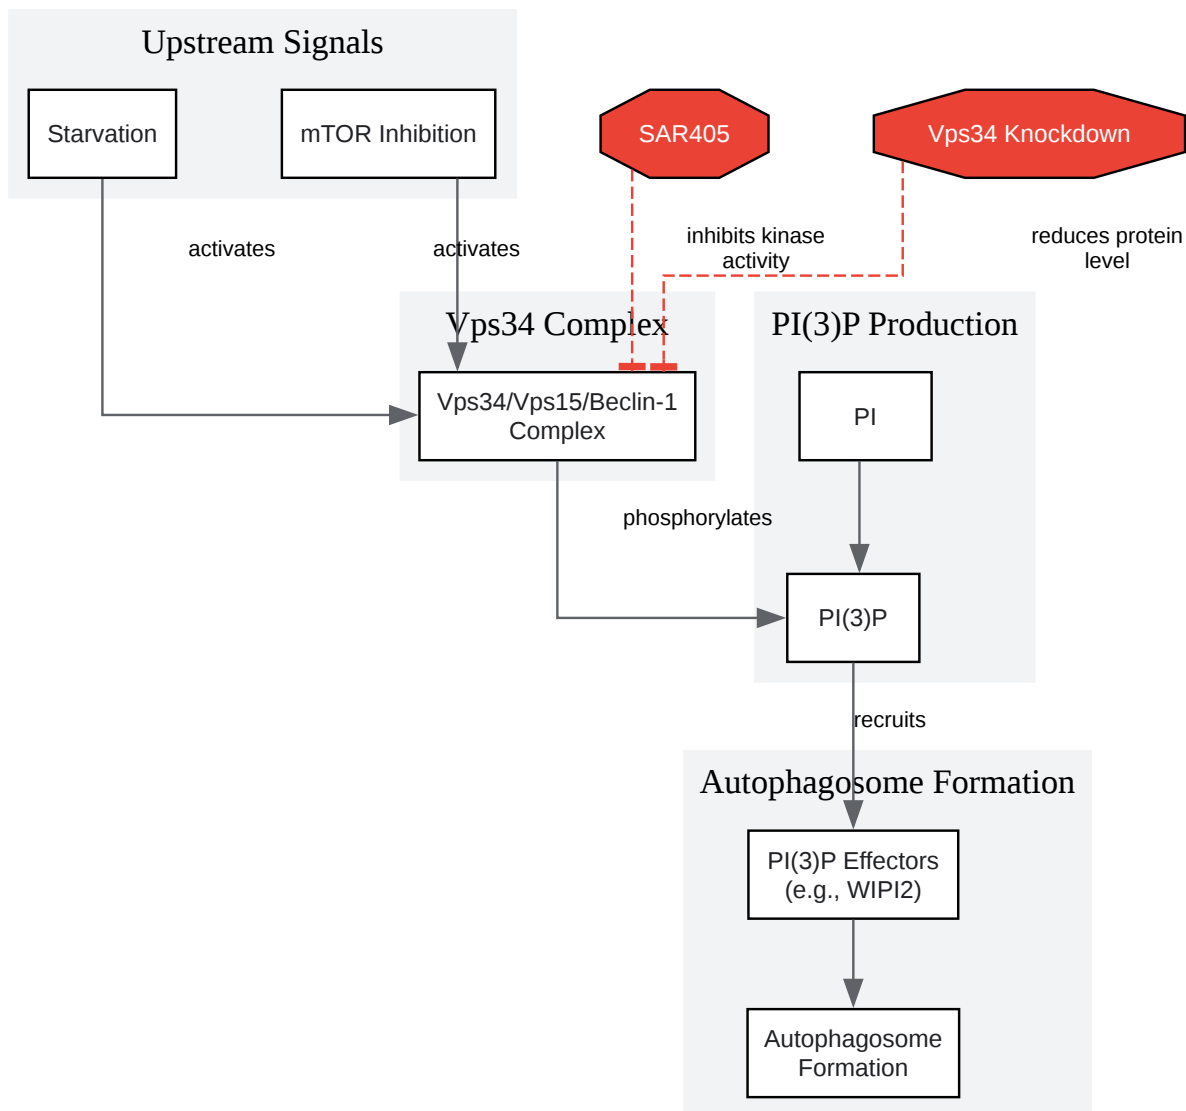 Upstream Signals
Starvation
mTOR Inhibition
SAR405
Vps34 Knockdown
activates
activates
inhibits kinase
activity
reduces protein
level
Vps34 Complex
PI(3)P Production
Vps34/Vps15/Beclin-1
Complex
PI
phosphorylates
PI(3)P
recruits
Autophagosome Formation
PI(3)P Effectors
(e.g., WIPI2)
Autophagosome
Formation